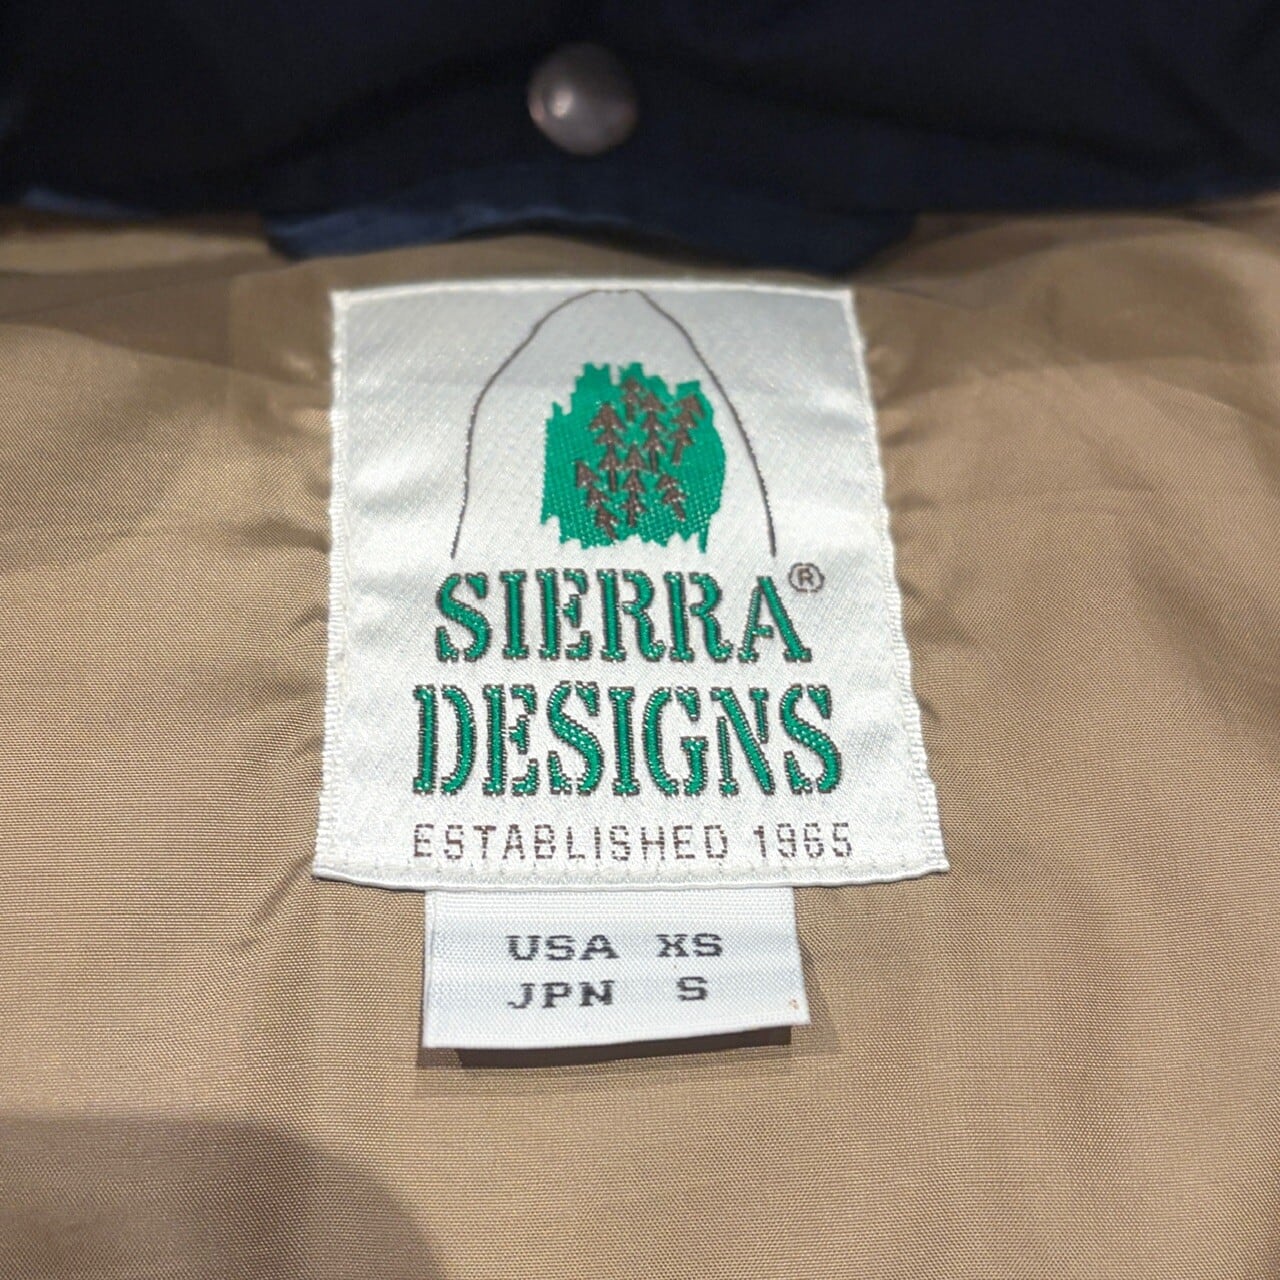 SIERRA®
DESIGNS
ESTABLISHED 1965
USA XS
JPN S